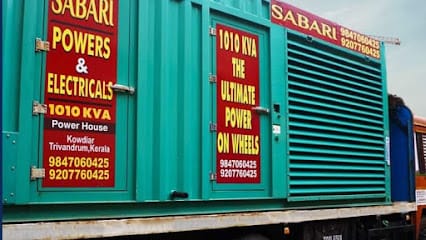 SABARI
POWERS
&
ELECTRICALS
1010 KVA
Power House
Kowdiar
Trivandrum,Kerala
9847060425
9207760425
1010 KVA
THE
ULTIMATE
POWER
ON WHEELS
9847060425
9207760425
SABARI
9847060425
9207760425